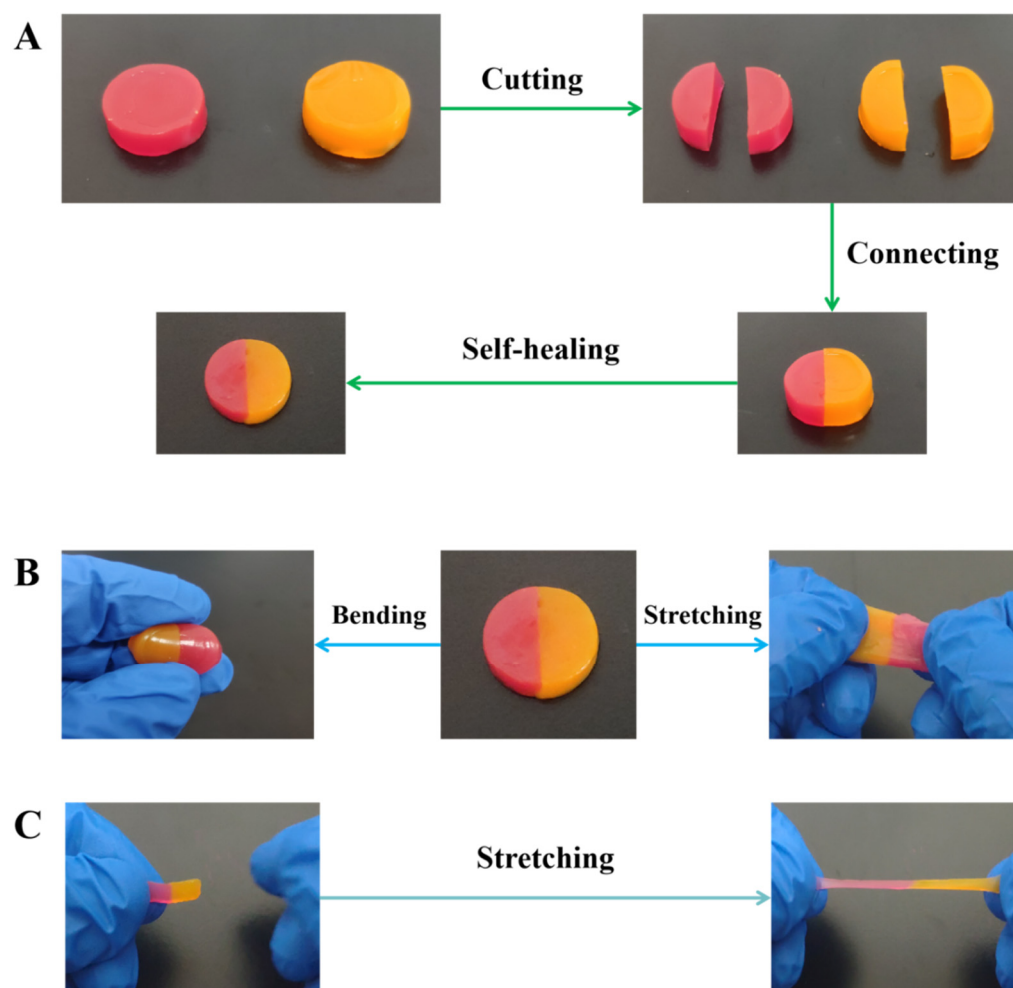 A
Cutting
Connecting
Self-healing
B
Bending
Stretching
C
Stretching